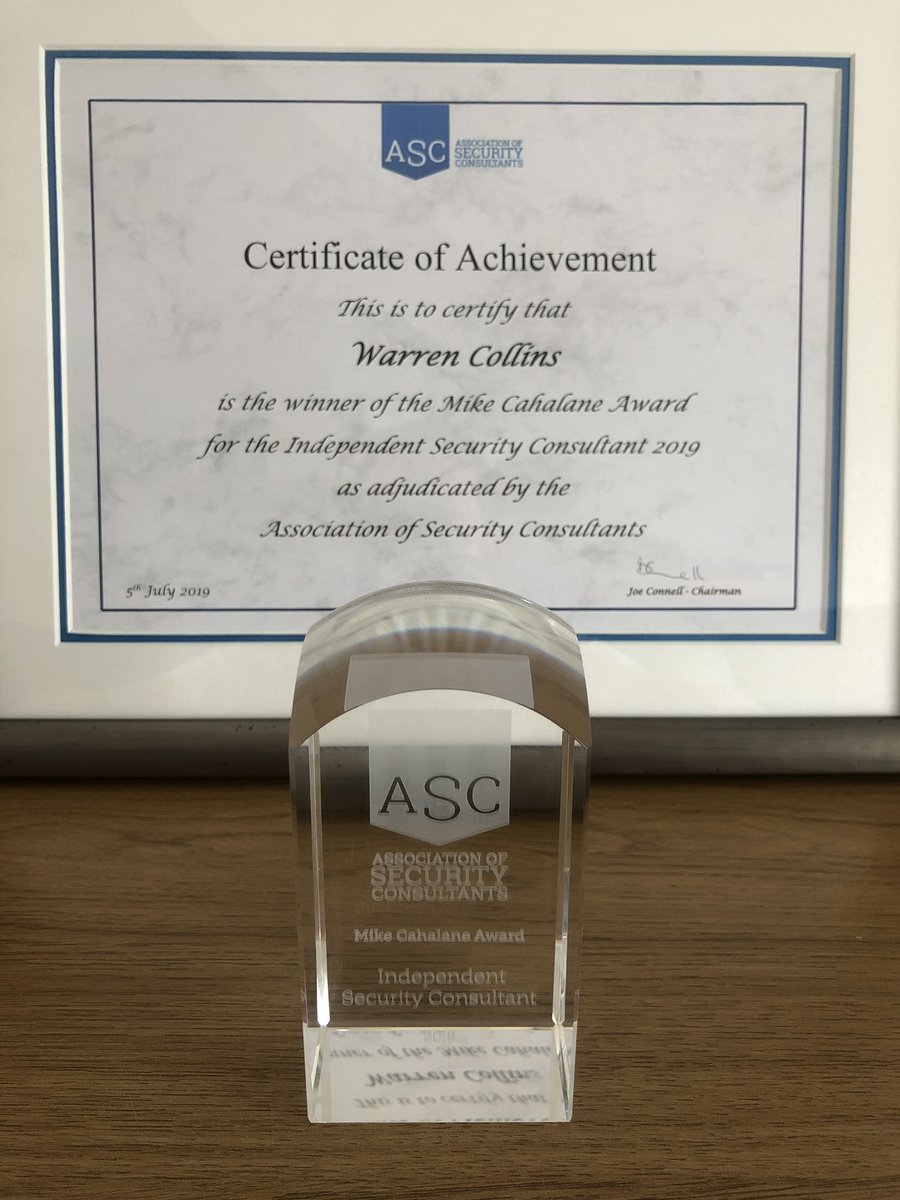 ASC
ASSOCIATION OF
SECURITY
CONSULTANTS
Certificate of Achievement
This is to certify that
Warren Collins
is the winner of the Mike Cahalane Award
for the Independent Security Consultant 2019
as adjudicated by the
Association of Security Consultants
5th July 2019
Joe Connell - Chairman
ASC
ASSOCIATION OF
SECURITY
CONSULTANTS
Mike Cahalane Award
Independent
Security Consultant